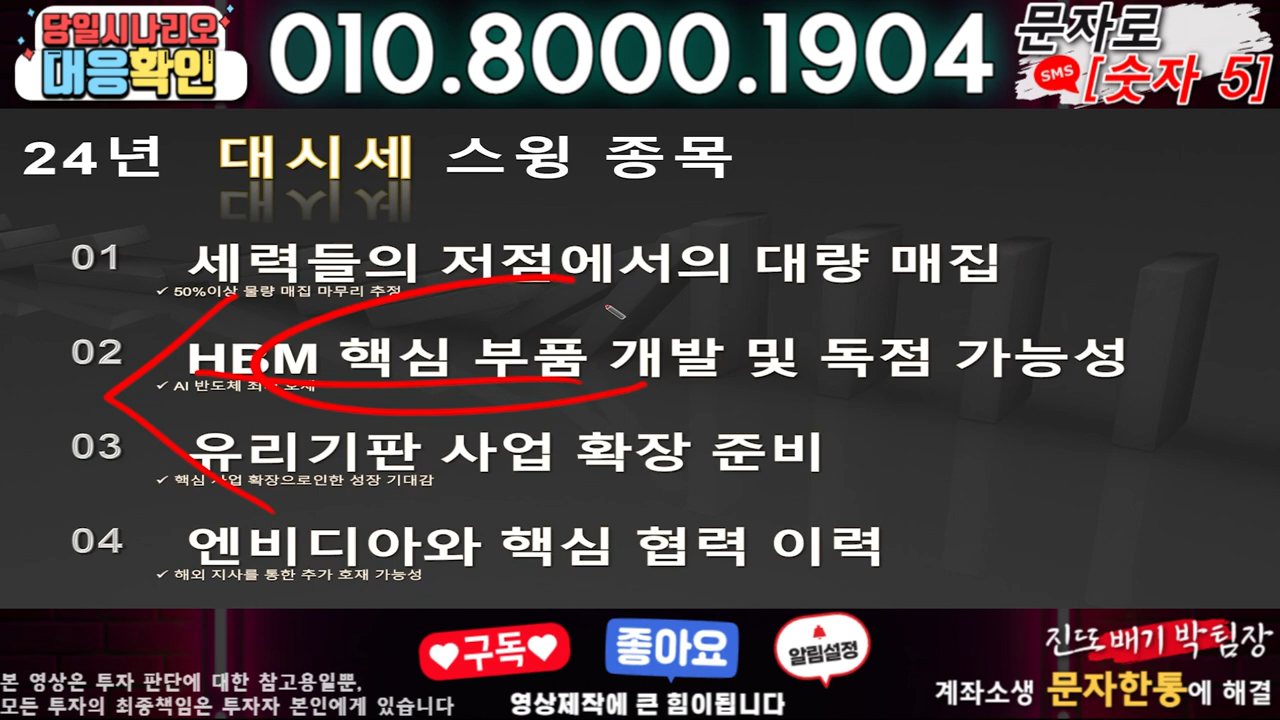 당일시나리오
대응확인
010.8000.1904
문자로
SMS
[숫자 5]
24년 대시세 스윙 종목
01 세력들의 저점에서의 대량 매집
✓ 50%이상 물량 매집 마무리 추정
02 HBM 핵심 부품 개발 및 독점 가능성
✓ AI 반도체 호재
03 유리기판 사업 확장 준비
✓ 핵심 사업 확장으로인한 성장 기대감
04 엔비디아와 핵심 협력 이력
✓ 해외 지사를 통한 추가 호재 가능성
구독
좋아요
알림설정
진또배기 박팀장
본 영상은 투자 판단에 대한 참고용일뿐,
모든 투자의 최종책임은 투자자 본인에게 있습니다
영상제작에 큰 힘이됩니다
계좌소생 문자한통에 해결